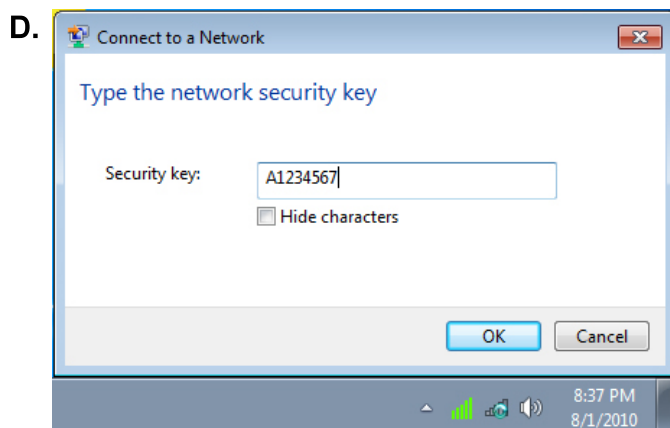 D.
Connect to a Network
Type the network security key
Security key: A1234567
Hide characters
OK Cancel
8:37 PM
8/1/2010